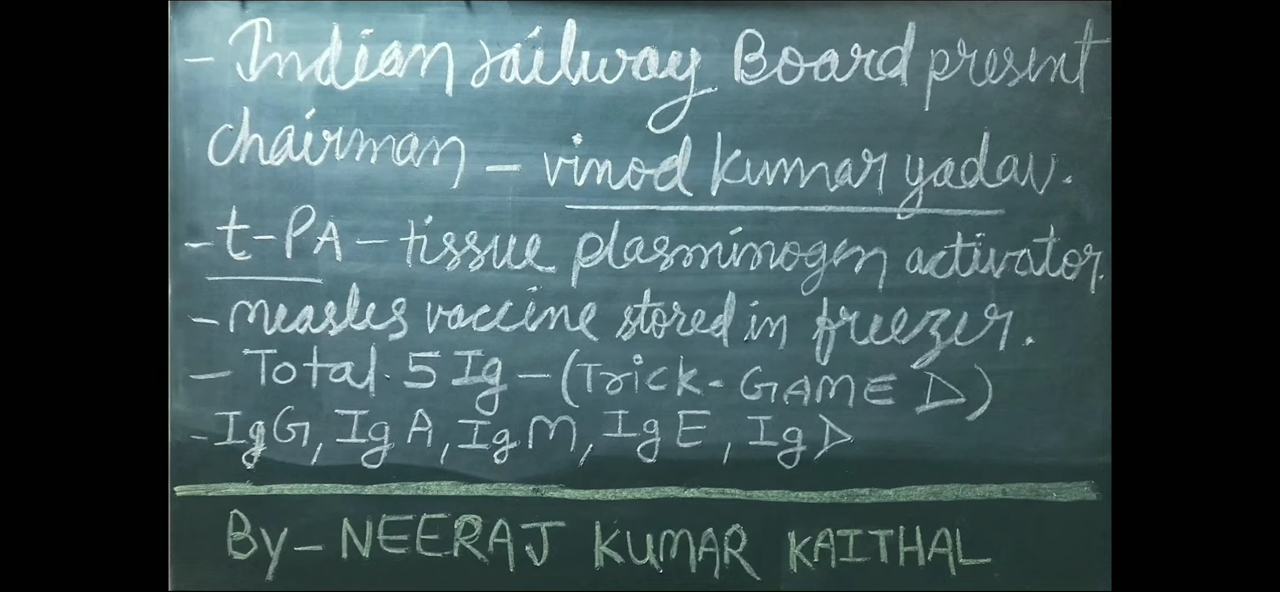 - Indian railway Board present
chairman - vinod kumar yadav.
- t-PA - tissue plasminogen activator.
- measles vaccine stored in freezer.
- Total 5 Ig - (Trick - GAME D)
- IgG, IgA, IgM, IgE, IgD
By - NEERAJ KUMAR KAITHAL